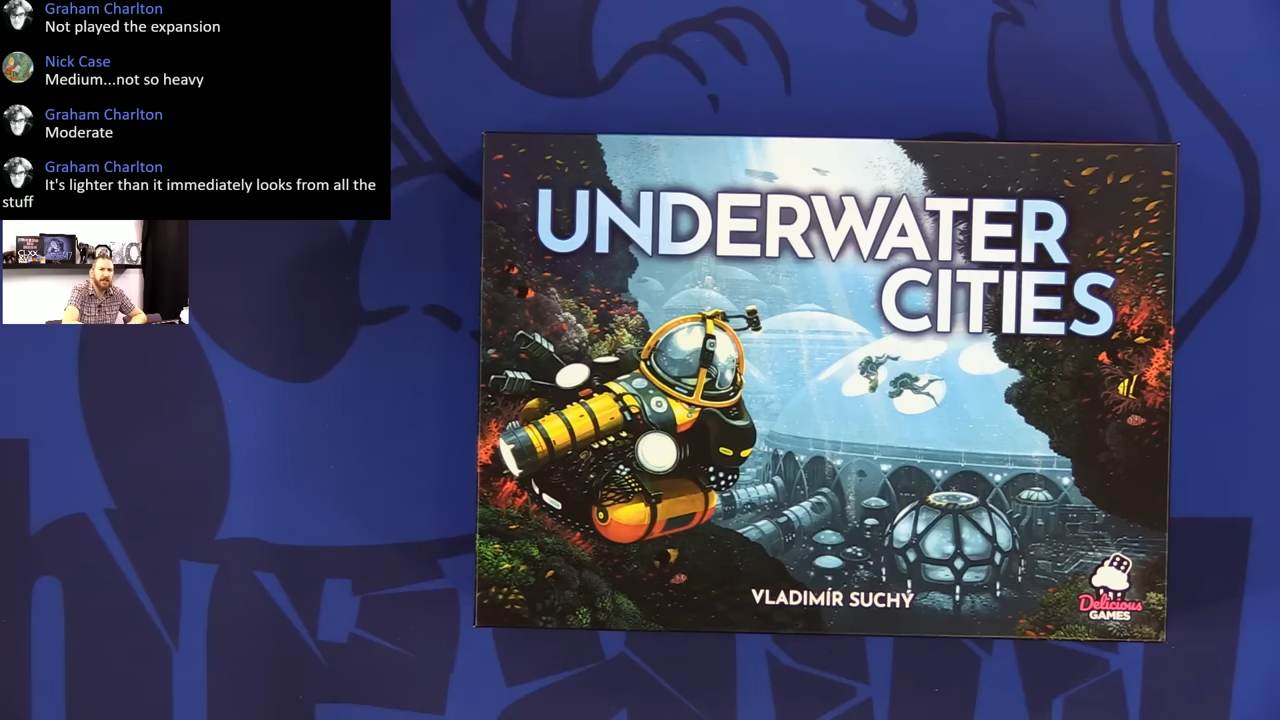 Graham Charlton
Not played the expansion
Nick Case
Medium...not so heavy
Graham Charlton
Moderate
Graham Charlton
It's lighter than it immediately looks from all the
stuff
UNDERWATER
CITIES
VLADIMÍR SUCHÝ
Delicious
GAMES